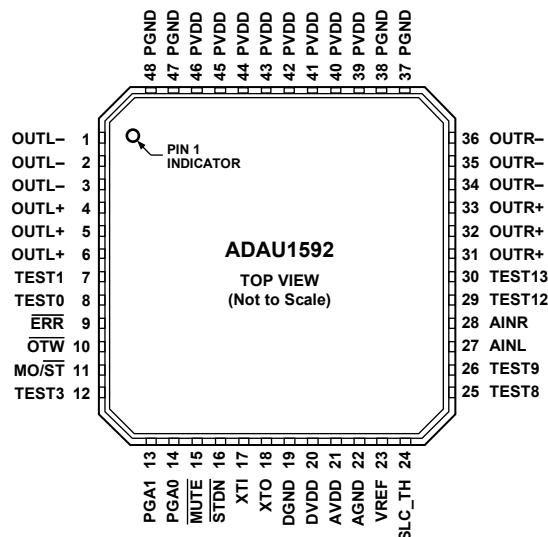 48 PGND
47 PGND
46 PVDD
45 PVDD
44 PVDD
43 PVDD
42 PVDD
41 PVDD
40 PVDD
39 PVDD
38 PGND
37 PGND
OUTL– 1
OUTL– 2
OUTL– 3
OUTL+ 4
OUTL+ 5
OUTL+ 6
TEST1 7
TEST0 8
E̅R̅R̅ 9
O̅T̅W̅ 10
MO/S̅T̅ 11
TEST3 12
PIN 1
INDICATOR
ADAU1592
TOP VIEW
(Not to Scale)
36 OUTR–
35 OUTR–
34 OUTR–
33 OUTR+
32 OUTR+
31 OUTR+
30 TEST13
29 TEST12
28 AINR
27 AINL
26 TEST9
25 TEST8
PGA1 13
PGA0 14
M̅U̅T̅E̅ 15
S̅T̅D̅N̅ 16
XTI 17
XTO 18
DGND 19
DVDD 20
AVDD 21
AGND 22
VREF 23
SLC_TH 24